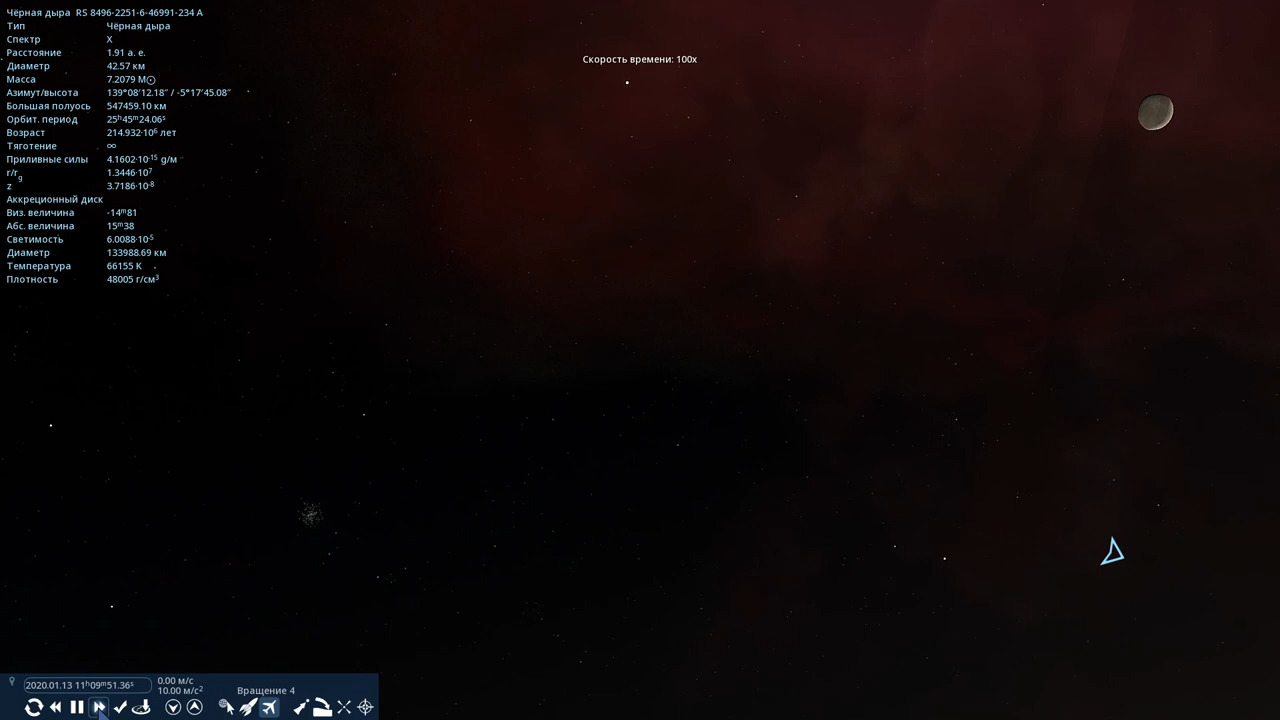 Чёрная дыра RS 8496-2251-6-46991-234 A
Тип Чёрная дыра
Спектр X
Расстояние 1.91 а. е.
Диаметр 42.57 км
Масса 7.2079 M☉
Азимут/высота 139°08′12.18″ / -5°17′45.08″
Большая полуось 547459.10 км
Орбит. период 25ʰ45ᵐ24.06ˢ
Возраст 214.932·10⁶ лет
Тяготение ∞
Приливные силы 4.1602·10⁻¹⁵ g/м
r/rg 1.3446·10⁷
z 3.7186·10⁻⁸
Аккреционный диск
Виз. величина -14ᵐ81
Абс. величина 15ᵐ38
Светимость 6.0088·10⁻⁵
Диаметр 133988.69 км
Температура 66155 K
Плотность 48005 г/см³
Скорость времени: 100x
2020.01.13 11ʰ09ᵐ51.36ˢ
0.00 м/с
10.00 м/с²
Вращение 4